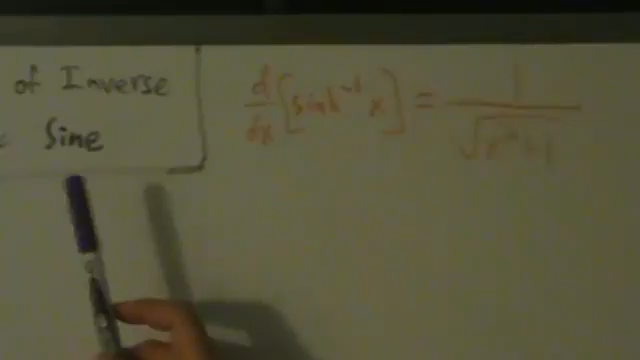 of Inverse
Sine
d/dx [sinh⁻¹ x] = 1/√(x²+1)